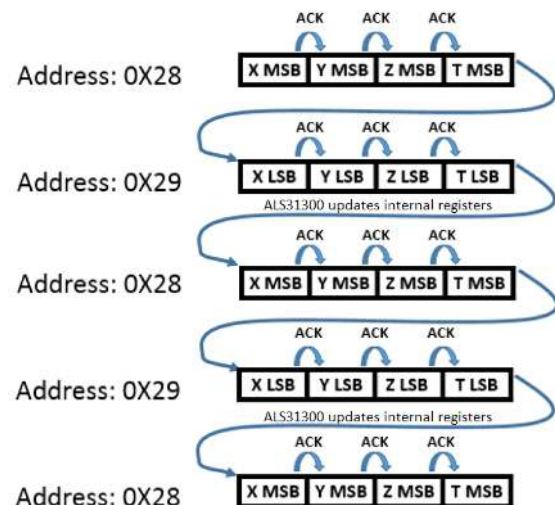 ACK ACK ACK
Address: 0X28 X MSB Y MSB Z MSB T MSB
ACK ACK ACK
Address: 0X29 X LSB Y LSB Z LSB T LSB
ALS31300 updates internal registers
ACK ACK ACK
Address: 0X28 X MSB Y MSB Z MSB T MSB
ACK ACK ACK
Address: 0X29 X LSB Y LSB Z LSB T LSB
ALS31300 updates internal registers
ACK ACK ACK
Address: 0X28 X MSB Y MSB Z MSB T MSB